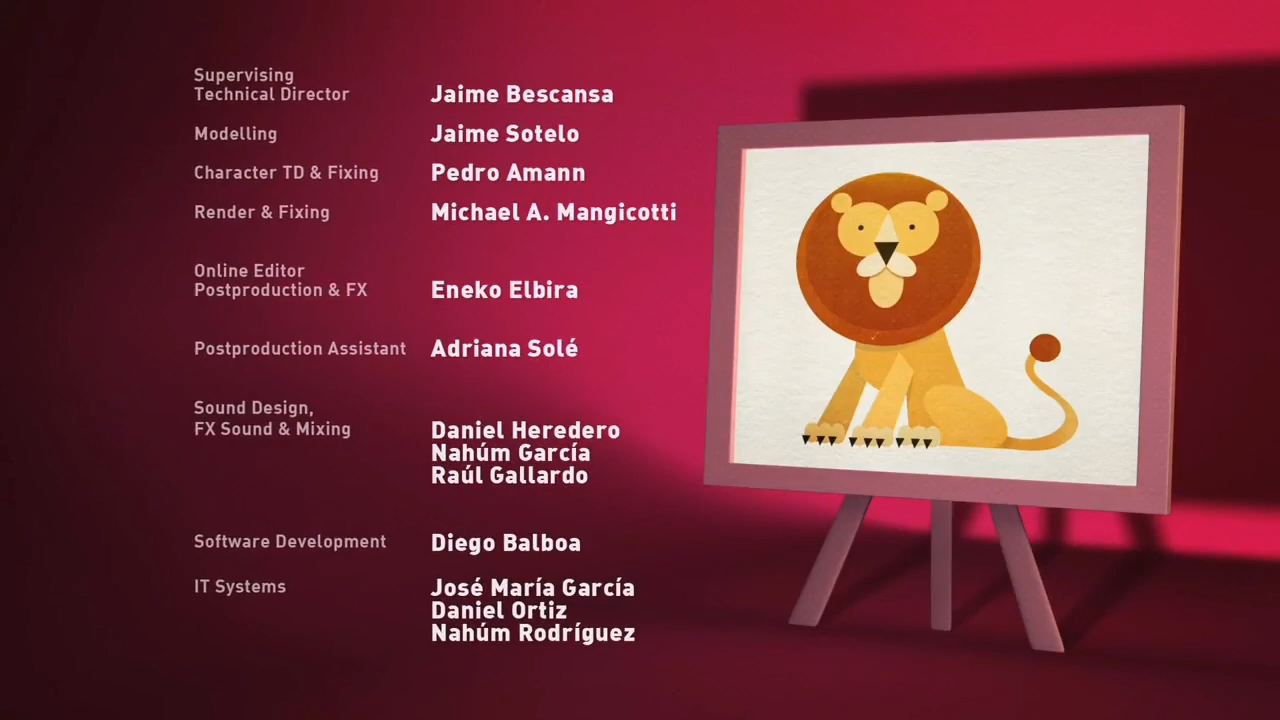 Supervising
Technical Director Jaime Bescansa
Modelling Jaime Sotelo
Character TD & Fixing Pedro Amann
Render & Fixing Michael A. Mangicotti
Online Editor
Postproduction & FX Eneko Elbira
Postproduction Assistant Adriana Solé
Sound Design,
FX Sound & Mixing Daniel Heredero
Nahúm García
Raúl Gallardo
Software Development Diego Balboa
IT Systems José María García
Daniel Ortiz
Nahúm Rodríguez